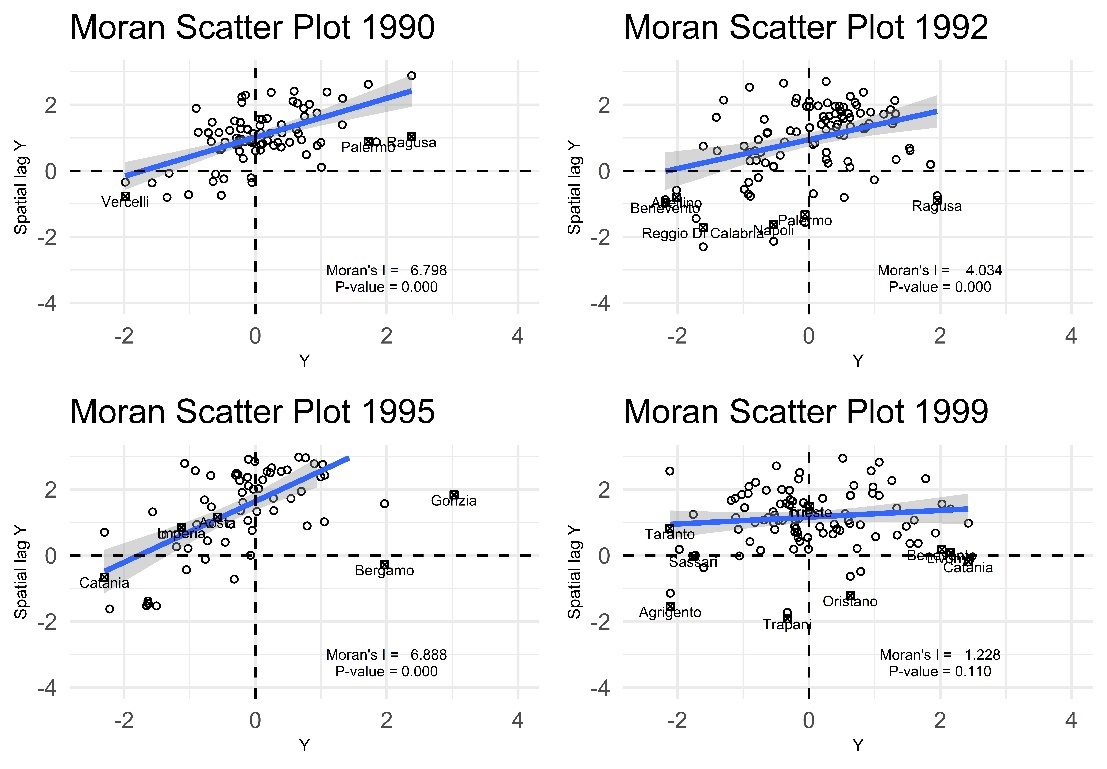 Moran Scatter Plot 1990
Spatial lag Y
2
0
-2
-4
Palermo
Ragusa
Vercelli
Moran's I = 6.798
P-value = 0.000
-2 0 2 4
Y
Moran Scatter Plot 1992
Spatial lag Y
2
0
-2
-4
Avellino
Benevento
Ragusa
Palermo
Napoli
Reggio Di Calabria
Moran's I = 4.034
P-value = 0.000
-2 0 2 4
Y
Moran Scatter Plot 1995
Spatial lag Y
2
0
-2
-4
Gorizia
Aosta
Imperia
Bergamo
Catania
Moran's I = 6.888
P-value = 0.000
-2 0 2 4
Y
Moran Scatter Plot 1999
Spatial lag Y
2
0
-2
-4
Trieste
Taranto
Sassari
Benevento
Catania
Agrigento
Oristano
Trapani
Moran's I = 1.228
P-value = 0.110
-2 0 2 4
Y